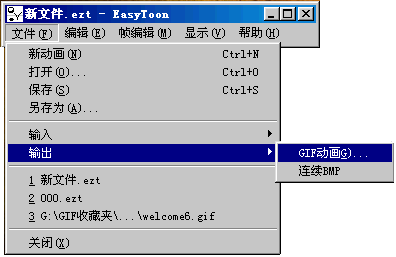 新文件.ezt - EasyToon
文件(F) 编辑(E) 帧编辑(M) 显示(V) 帮助(H)
新动画(N) Ctrl+N
打开(O)... Ctrl+O
保存(S) Ctrl+S
另存为(A)...
输入
输出
GIF动画G)...
连续BMP
1 新文件.ezt
2 000.ezt
3 G:\GIF收藏夹\...\welcome6.gif
关闭(X)